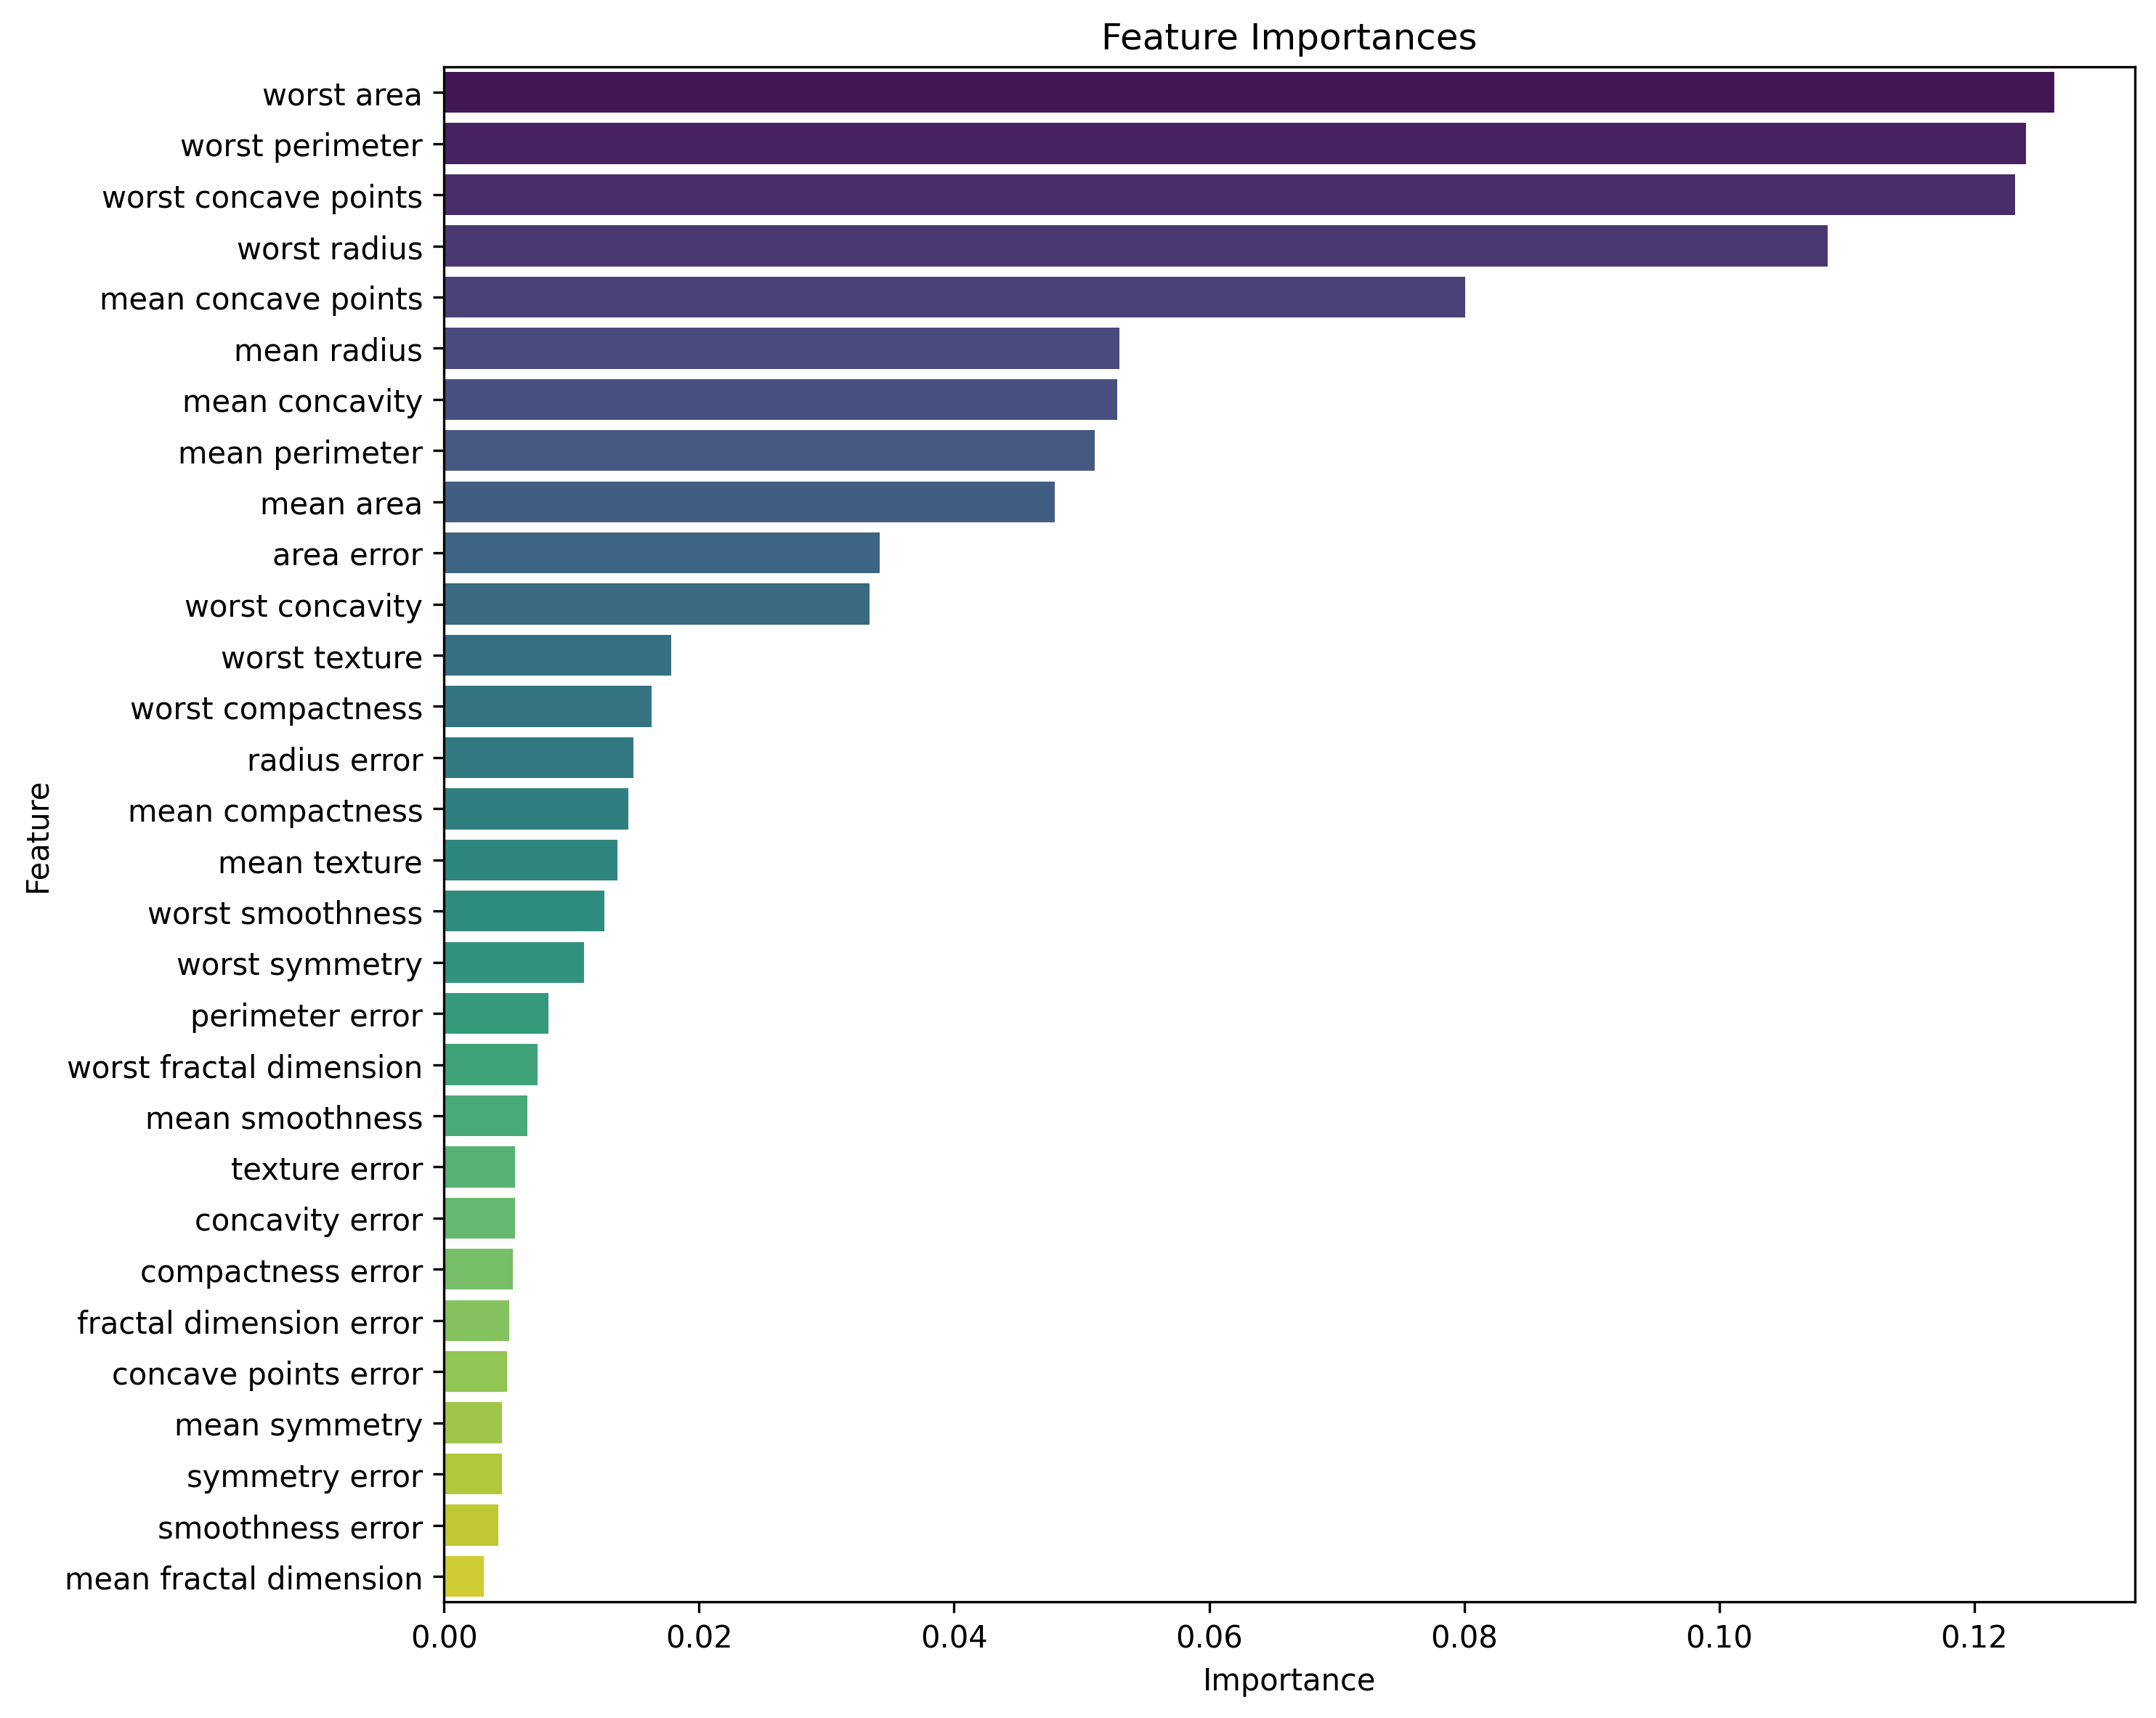 Feature Importances
worst area
worst perimeter
worst concave points
worst radius
mean concave points
mean radius
mean concavity
mean perimeter
mean area
area error
worst concavity
worst texture
worst compactness
radius error
mean compactness
mean texture
worst smoothness
worst symmetry
perimeter error
worst fractal dimension
mean smoothness
texture error
concavity error
compactness error
fractal dimension error
concave points error
mean symmetry
symmetry error
smoothness error
mean fractal dimension
Feature
0.00 0.02 0.04 0.06 0.08 0.10 0.12
Importance